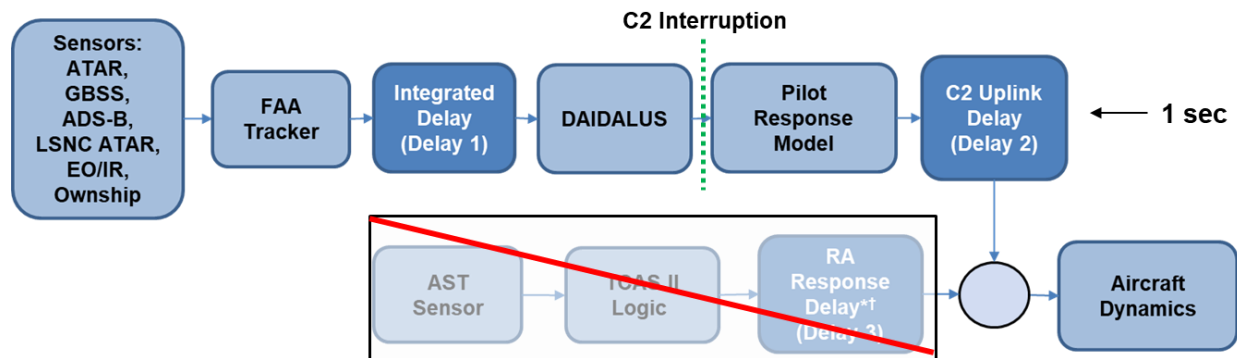 C2 Interruption
Sensors:
ATAR,
GBSS,
ADS-B,
LSNC ATAR,
EO/IR,
Ownship
FAA
Tracker
Integrated
Delay
(Delay 1)
DAIDALUS
Pilot
Response
Model
C2 Uplink
Delay
(Delay 2)
1 sec
AST
Sensor
TCAS II
Logic
RA
Response
Delay*†
(Delay 3)
Aircraft
Dynamics